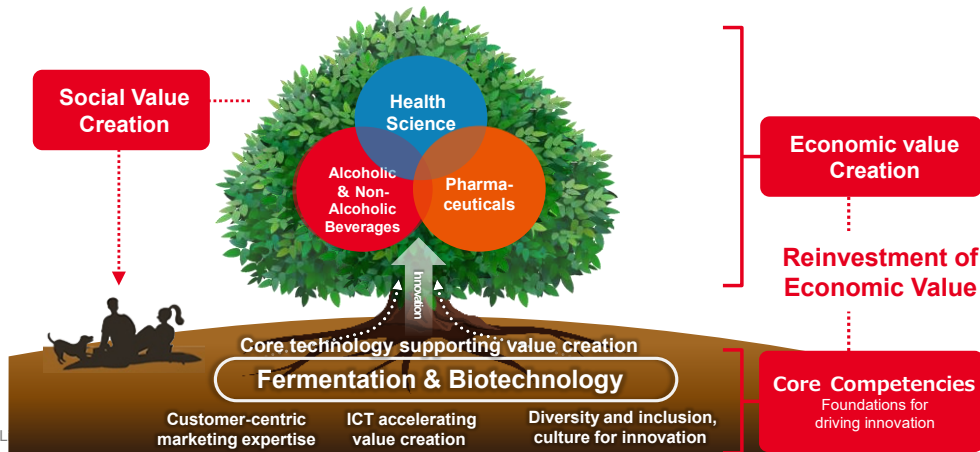 Social Value
Creation
Health
Science
Alcoholic
& Non-
Alcoholic
Beverages
Pharma-
ceuticals
Innovation
Economic value
Creation
Reinvestment of
Economic Value
Core technology supporting value creation
Fermentation & Biotechnology
Customer-centric
marketing expertise
ICT accelerating
value creation
Diversity and inclusion,
culture for innovation
Core Competencies
Foundations for
driving innovation
L